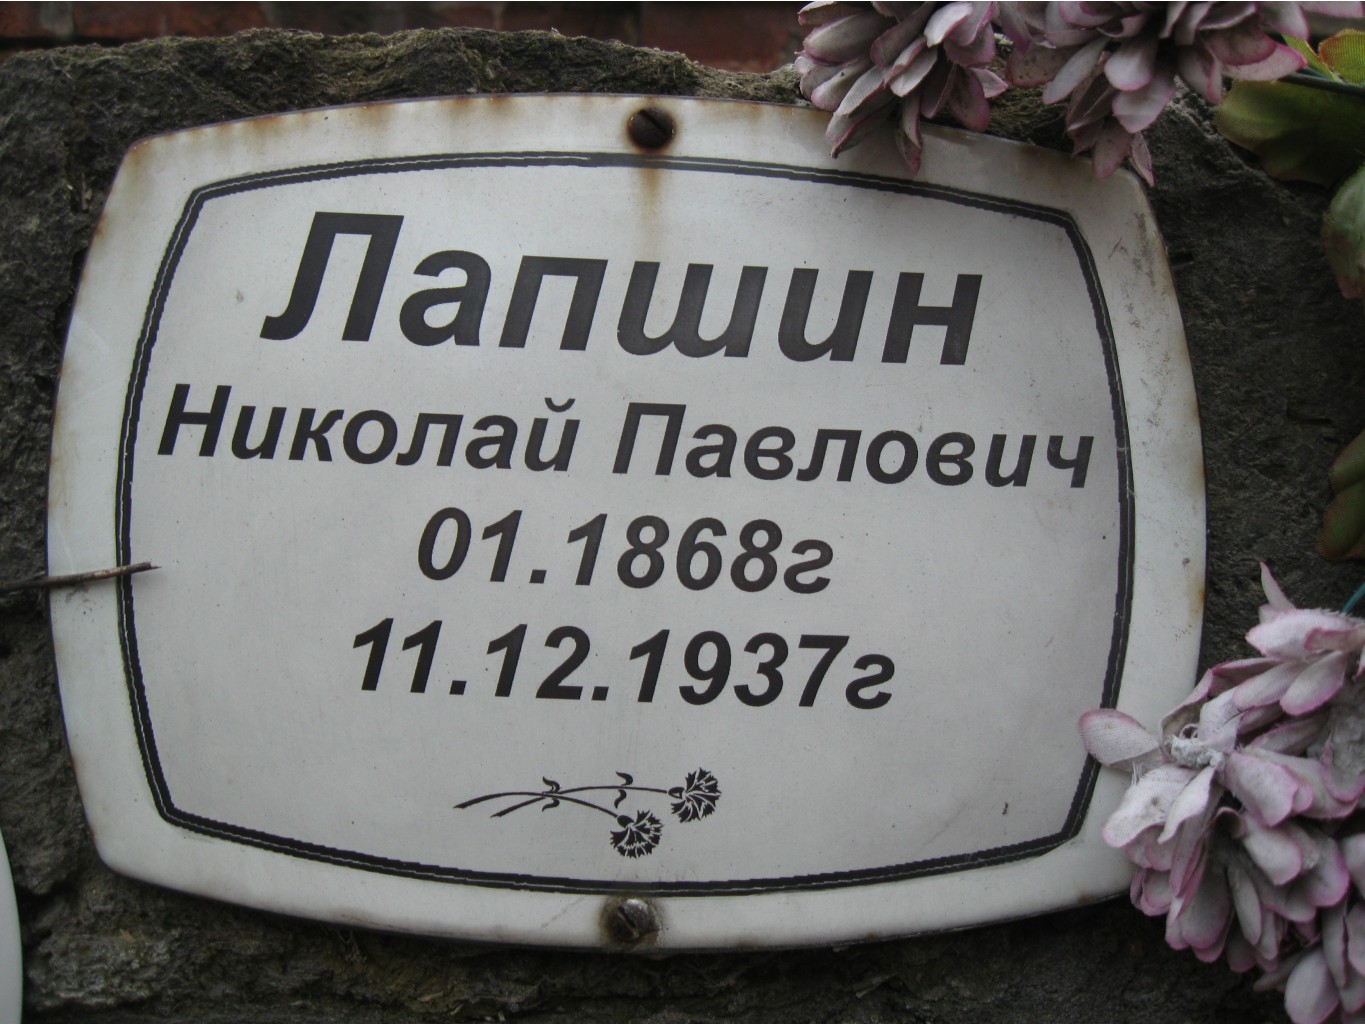 Лапшин
Николай Павлович
01.1868г
11.12.1937г